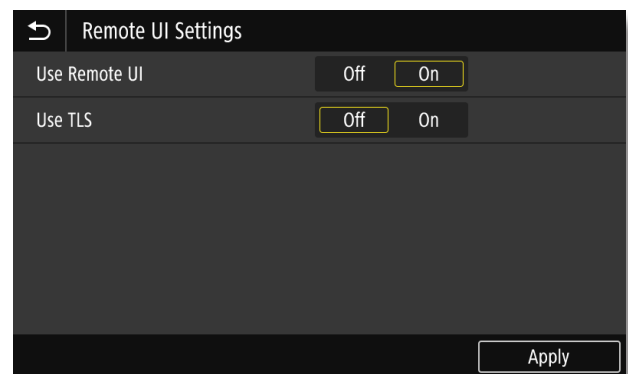 Remote UI Settings
Use Remote UI Off On
Use TLS Off On
Apply